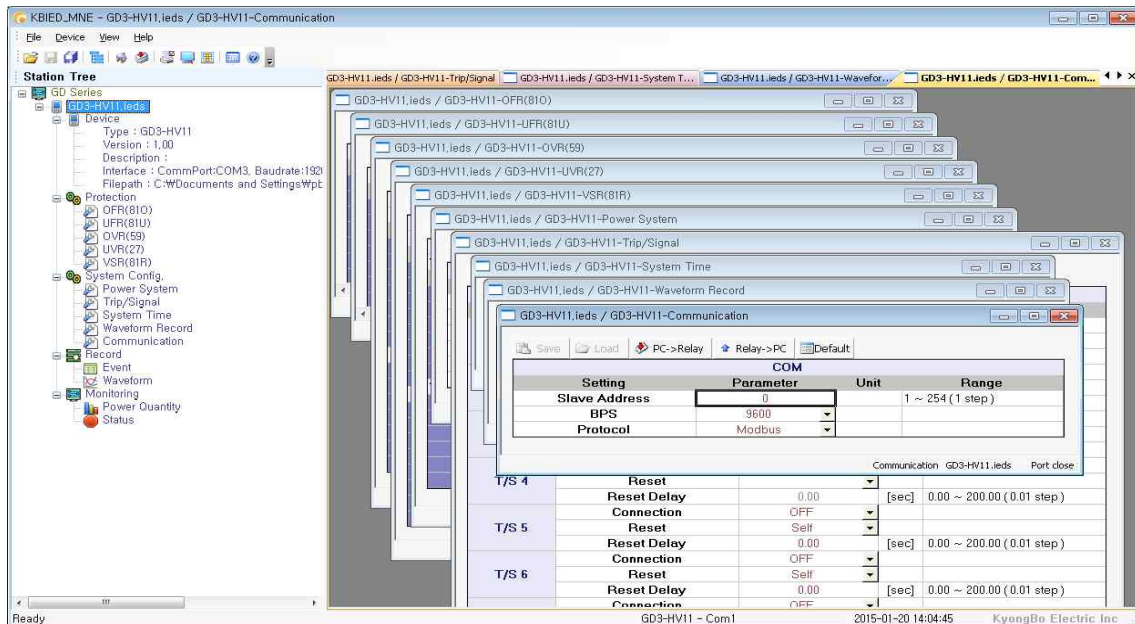 KBIED_MNE - GD3-HV11,ieds / GD3-HV11-Communication
File Device View Help
Station Tree
GD Series
GD3-HV11,ieds
Device
Type : GD3-HV11
Version : 1,00
Description :
Interface : CommPort:COM3, Baudrate:192
Filepath : C:₩Documents and Settings₩pt
Protection
OFR(81O)
UFR(81U)
OVR(59)
UVR(27)
VSR(81R)
System Config,
Power System
Trip/Signal
System Time
Waveform Record
Communication
Record
Event
Waveform
Monitoring
Power Quantity
Status
GD3-HV11.ieds / GD3-HV11-Trip/Signal GD3-HV11.ieds / GD3-HV11-System T... GD3-HV11.ieds / GD3-HV11-Wavefor... GD3-HV11.ieds / GD3-HV11-Com...
GD3-HV11,ieds / GD3-HV11-OFR(81O)
GD3-HV11,ieds / GD3-HV11-UFR(81U)
GD3-HV11,ieds / GD3-HV11-OVR(59)
GD3-HV11,ieds / GD3-HV11-UVR(27)
GD3-HV11,ieds / GD3-HV11-VSR(81R)
GD3-HV11,ieds / GD3-HV11-Power System
GD3-HV11,ieds / GD3-HV11-Trip/Signal
GD3-HV11,ieds / GD3-HV11-System Time
GD3-HV11,ieds / GD3-HV11-Waveform Record
GD3-HV11,ieds / GD3-HV11-Communication
Save Load PC->Relay Relay->PC Default
COM
Setting Parameter Unit Range
Slave Address 0 1 ~ 254 ( 1 step )
BPS 9600
Protocol Modbus
Communication GD3-HV11.ieds Port close
T/S 4 Reset
Reset Delay 0.00 [sec] 0.00 ~ 200.00 ( 0.01 step )
Connection OFF
T/S 5 Reset Self
Reset Delay 0.00 [sec] 0.00 ~ 200.00 ( 0.01 step )
Connection OFF
T/S 6 Reset Self
Reset Delay 0.00 [sec] 0.00 ~ 200.00 ( 0.01 step )
Connection OFF
Ready GD3-HV11 - Com1 2015-01-20 14:04:45 KyongBo Electric Inc